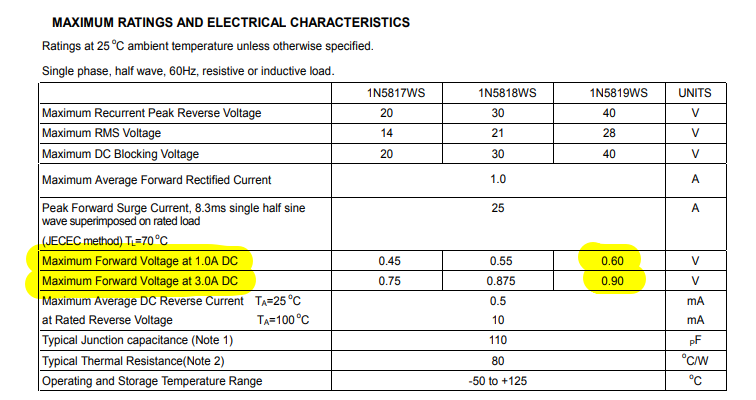 MAXIMUM RATINGS AND ELECTRICAL CHARACTERISTICS
Ratings at 25 °C ambient temperature unless otherwise specified.
Single phase, half wave, 60Hz, resistive or inductive load.
1N5817WS 1N5818WS 1N5819WS UNITS
Maximum Recurrent Peak Reverse Voltage 20 30 40 V
Maximum RMS Voltage 14 21 28 V
Maximum DC Blocking Voltage 20 30 40 V
Maximum Average Forward Rectified Current 1.0 A
Peak Forward Surge Current, 8.3ms single half sine 25 A
wave superimposed on rated load
(JECEC method) TL=70°C
Maximum Forward Voltage at 1.0A DC 0.45 0.55 0.60 V
Maximum Forward Voltage at 3.0A DC 0.75 0.875 0.90 V
Maximum Average DC Reverse Current TA=25°C 0.5 mA
at Rated Reverse Voltage TA=100°C 10 mA
Typical Junction capacitance (Note 1) 110 pF
Typical Thermal Resistance(Note 2) 80 °C/W
Operating and Storage Temperature Range -50 to +125 °C